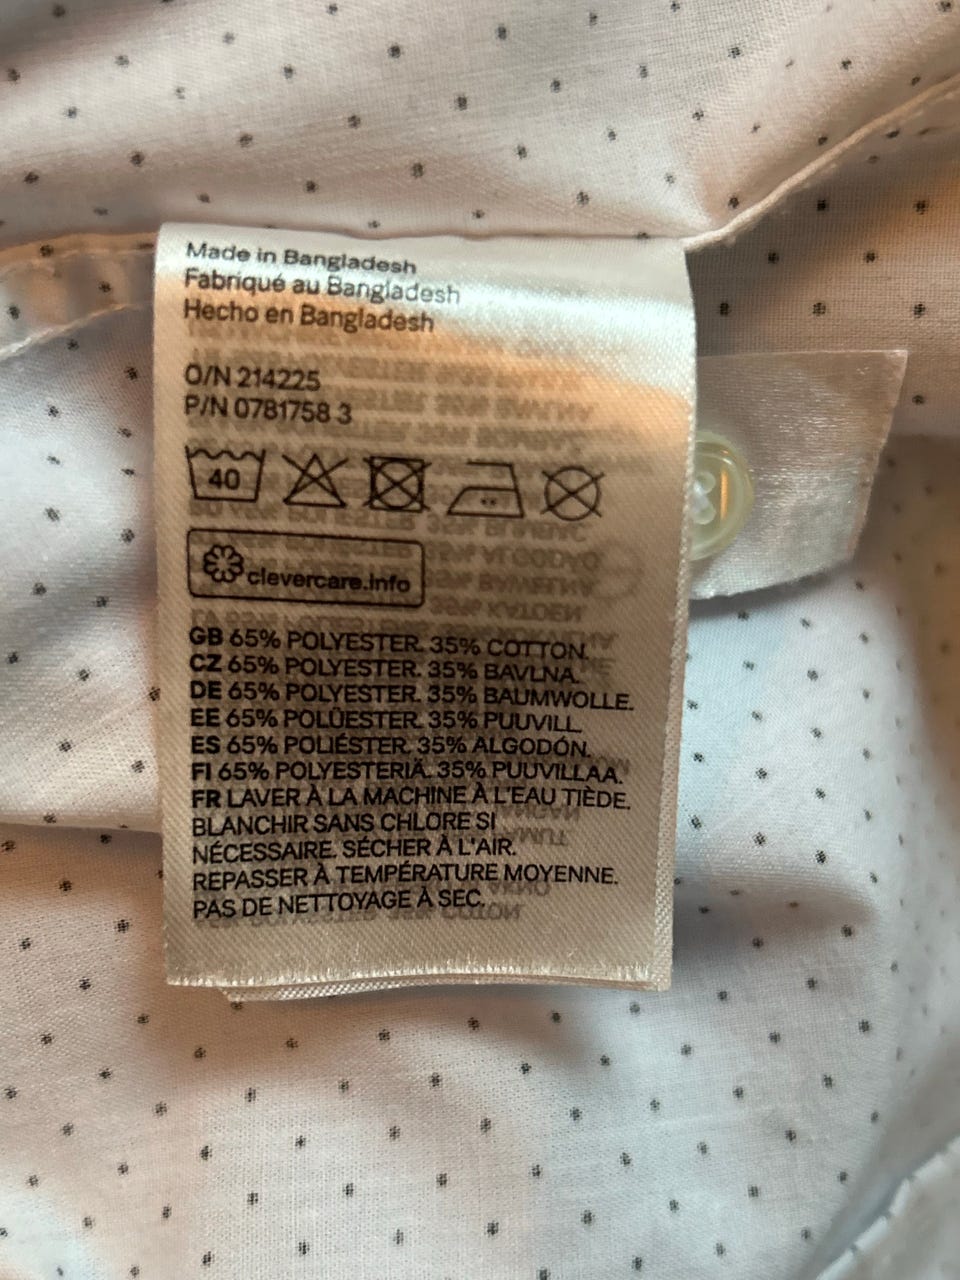 Made in Bangladesh
Fabriqué au Bangladesh
Hecho en Bangladesh
O/N 214225
P/N 0781758 3
40
clevercare.info
GB 65% POLYESTER. 35% COTTON.
CZ 65% POLYESTER. 35% BAVLNA.
DE 65% POLYESTER. 35% BAUMWOLLE.
EE 65% POLÜESTER. 35% PUUVILL.
ES 65% POLIÉSTER. 35% ALGODÓN.
FI 65% POLYESTERIÄ. 35% PUUVILLAA.
FR LAVER À LA MACHINE À L'EAU TIÈDE.
BLANCHIR SANS CHLORE SI
NÉCESSAIRE. SÉCHER À L'AIR.
REPASSER À TEMPÉRATURE MOYENNE.
PAS DE NETTOYAGE À SEC.